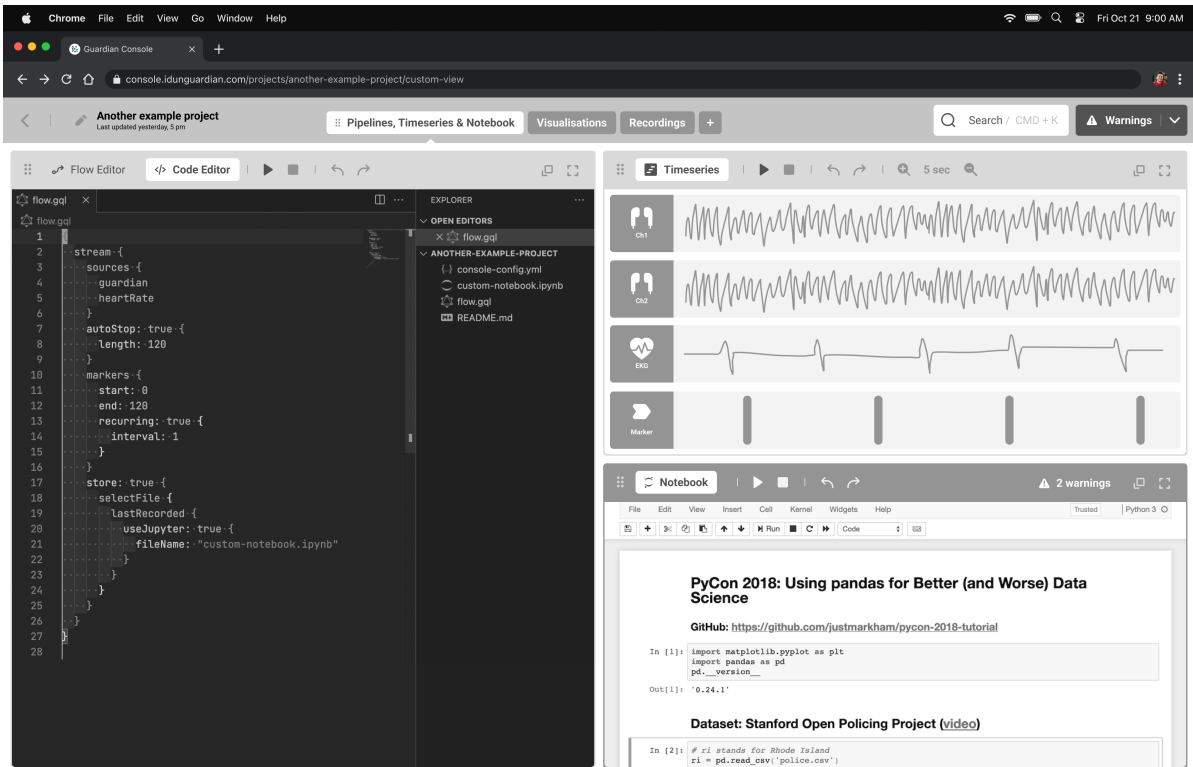 Chrome File Edit View Go Window Help
Fri Oct 21 9:00 AM
Guardian Console
console.idunguardian.com/projects/another-example-project/custom-view
Another example project
Last updated yesterday, 5 pm
Pipelines, Timeseries & Notebook
Visualisations
Recordings
Search / CMD + K
Warnings
Flow Editor
</> Code Editor
flow.gql
flow.gql
1 {
2 stream {
3 sources {
4 guardian
5 heartRate
6 }
7 autoStop: true {
8 length: 120
9 }
10 markers {
11 start: 0
12 end: 120
13 recurring: true {
14 interval: 1
15 }
16 }
17 store: true {
18 selectFile {
19 lastRecorded {
20 useJupyter: true {
21 fileName: "custom-notebook.ipynb"
22 }
23 }
24 }
25 }
26 }
27 }
28
EXPLORER
OPEN EDITORS
flow.gql
ANOTHER-EXAMPLE-PROJECT
console-config.yml
custom-notebook.ipynb
flow.gql
README.md
Timeseries
5 sec
Ch1
Ch2
EKG
Marker
Notebook
2 warnings
File Edit View Insert Cell Kernel Widgets Help
Trusted
Python 3
Run
Code
PyCon 2018: Using pandas for Better (and Worse) Data
Science
GitHub: https://github.com/justmarkham/pycon-2018-tutorial
In [1]: import matplotlib.pyplot as plt
import pandas as pd
pd.__version__
Out[1]: '0.24.1'
Dataset: Stanford Open Policing Project (video)
In [2]: # ri stands for Rhode Island
ri = pd.read_csv('police.csv')